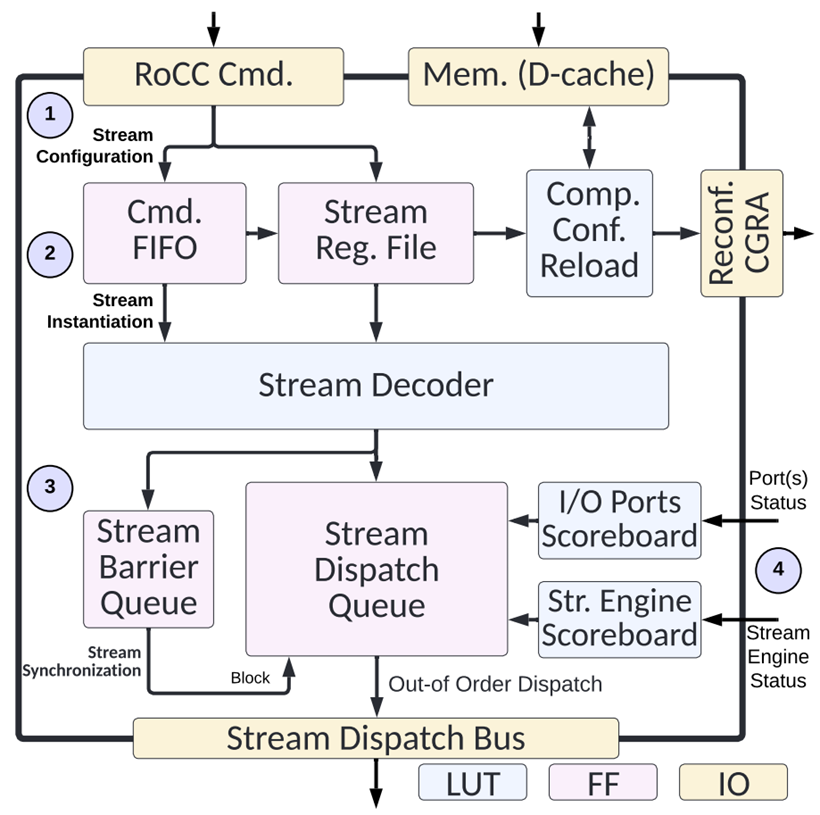 RoCC Cmd.
Mem. (D-cache)
1
Stream
Configuration
Cmd.
FIFO
Stream
Reg. File
Comp.
Conf.
Reload
Reconf.
CGRA
2
Stream
Instantiation
Stream Decoder
3
Stream
Barrier
Queue
Stream
Dispatch
Queue
I/O Ports
Scoreboard
Port(s)
Status
4
Str. Engine
Scoreboard
Stream
Engine
Status
Stream
Synchronization
Block
Out-of Order Dispatch
Stream Dispatch Bus
LUT
FF
IO